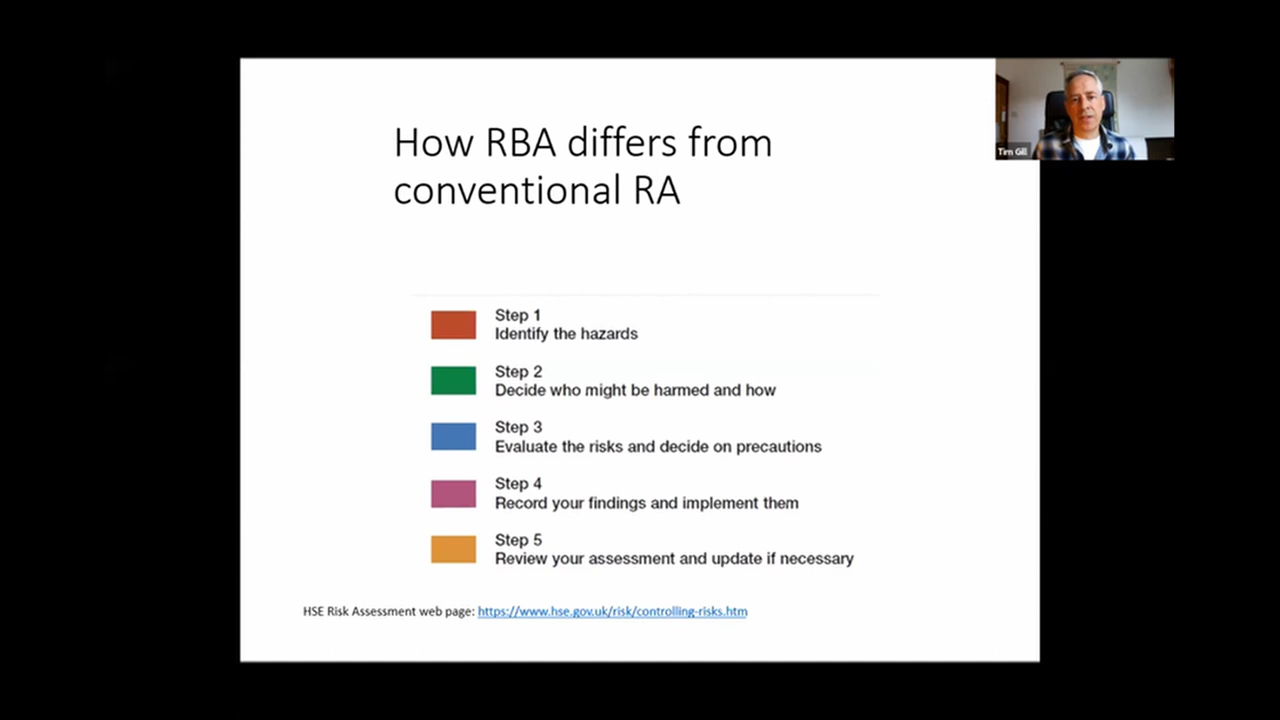 How RBA differs from
conventional RA
Tim Gill
Step 1
Identify the hazards
Step 2
Decide who might be harmed and how
Step 3
Evaluate the risks and decide on precautions
Step 4
Record your findings and implement them
Step 5
Review your assessment and update if necessary
HSE Risk Assessment web page: https://www.hse.gov.uk/risk/controlling-risks.htm